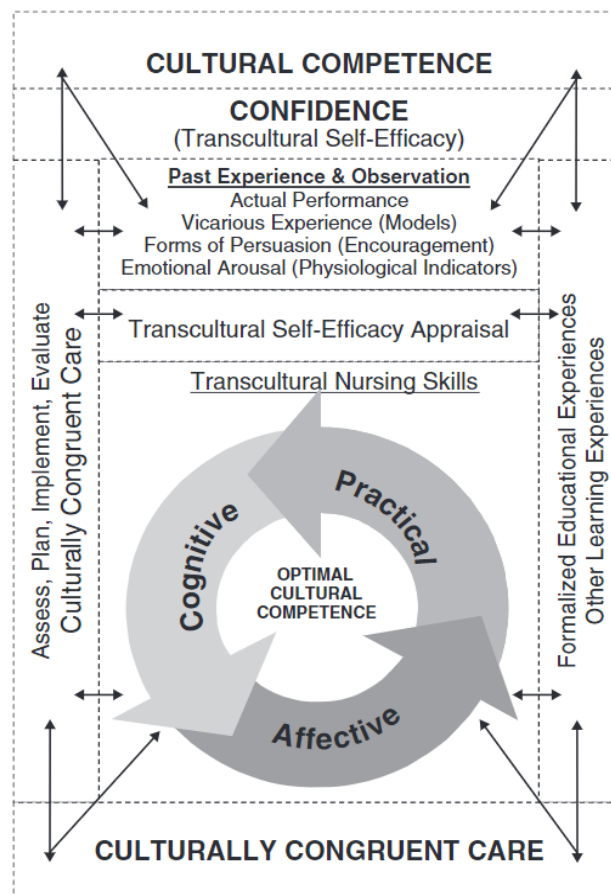 CULTURAL COMPETENCE
CONFIDENCE
(Transcultural Self-Efficacy)
Past Experience & Observation
Actual Performance
Vicarious Experience (Models)
Forms of Persuasion (Encouragement)
Emotional Arousal (Physiological Indicators)
Transcultural Self-Efficacy Appraisal
Transcultural Nursing Skills
Assess, Plan, Implement, Evaluate
Culturally Congruent Care
Cognitive
Practical
Affective
OPTIMAL
CULTURAL
COMPETENCE
Formalized Educational Experiences
Other Learning Experiences
CULTURALLY CONGRUENT CARE